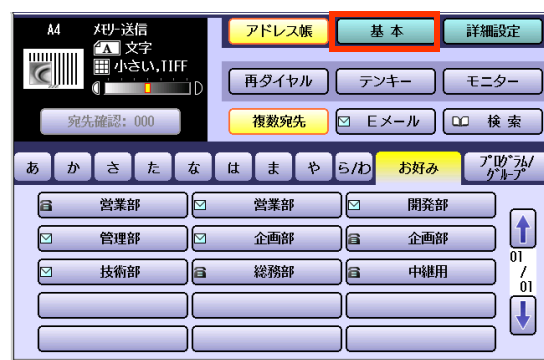 A4 ﾒﾓﾘｰ送信
A 文字
小さい,TIFF
D
宛先確認: 000
アドレス帳 基本 詳細設定
再ダイヤル テンキー モニター
複数宛先 Eメール 検索
あ か さ た な は ま や ら/わ お好み ﾌﾟﾛｸﾞﾗﾑ/
ｸﾞﾙｰﾌﾟ
営業部 営業部 開発部
管理部 企画部 企画部
技術部 総務部 中継用
01
/
01